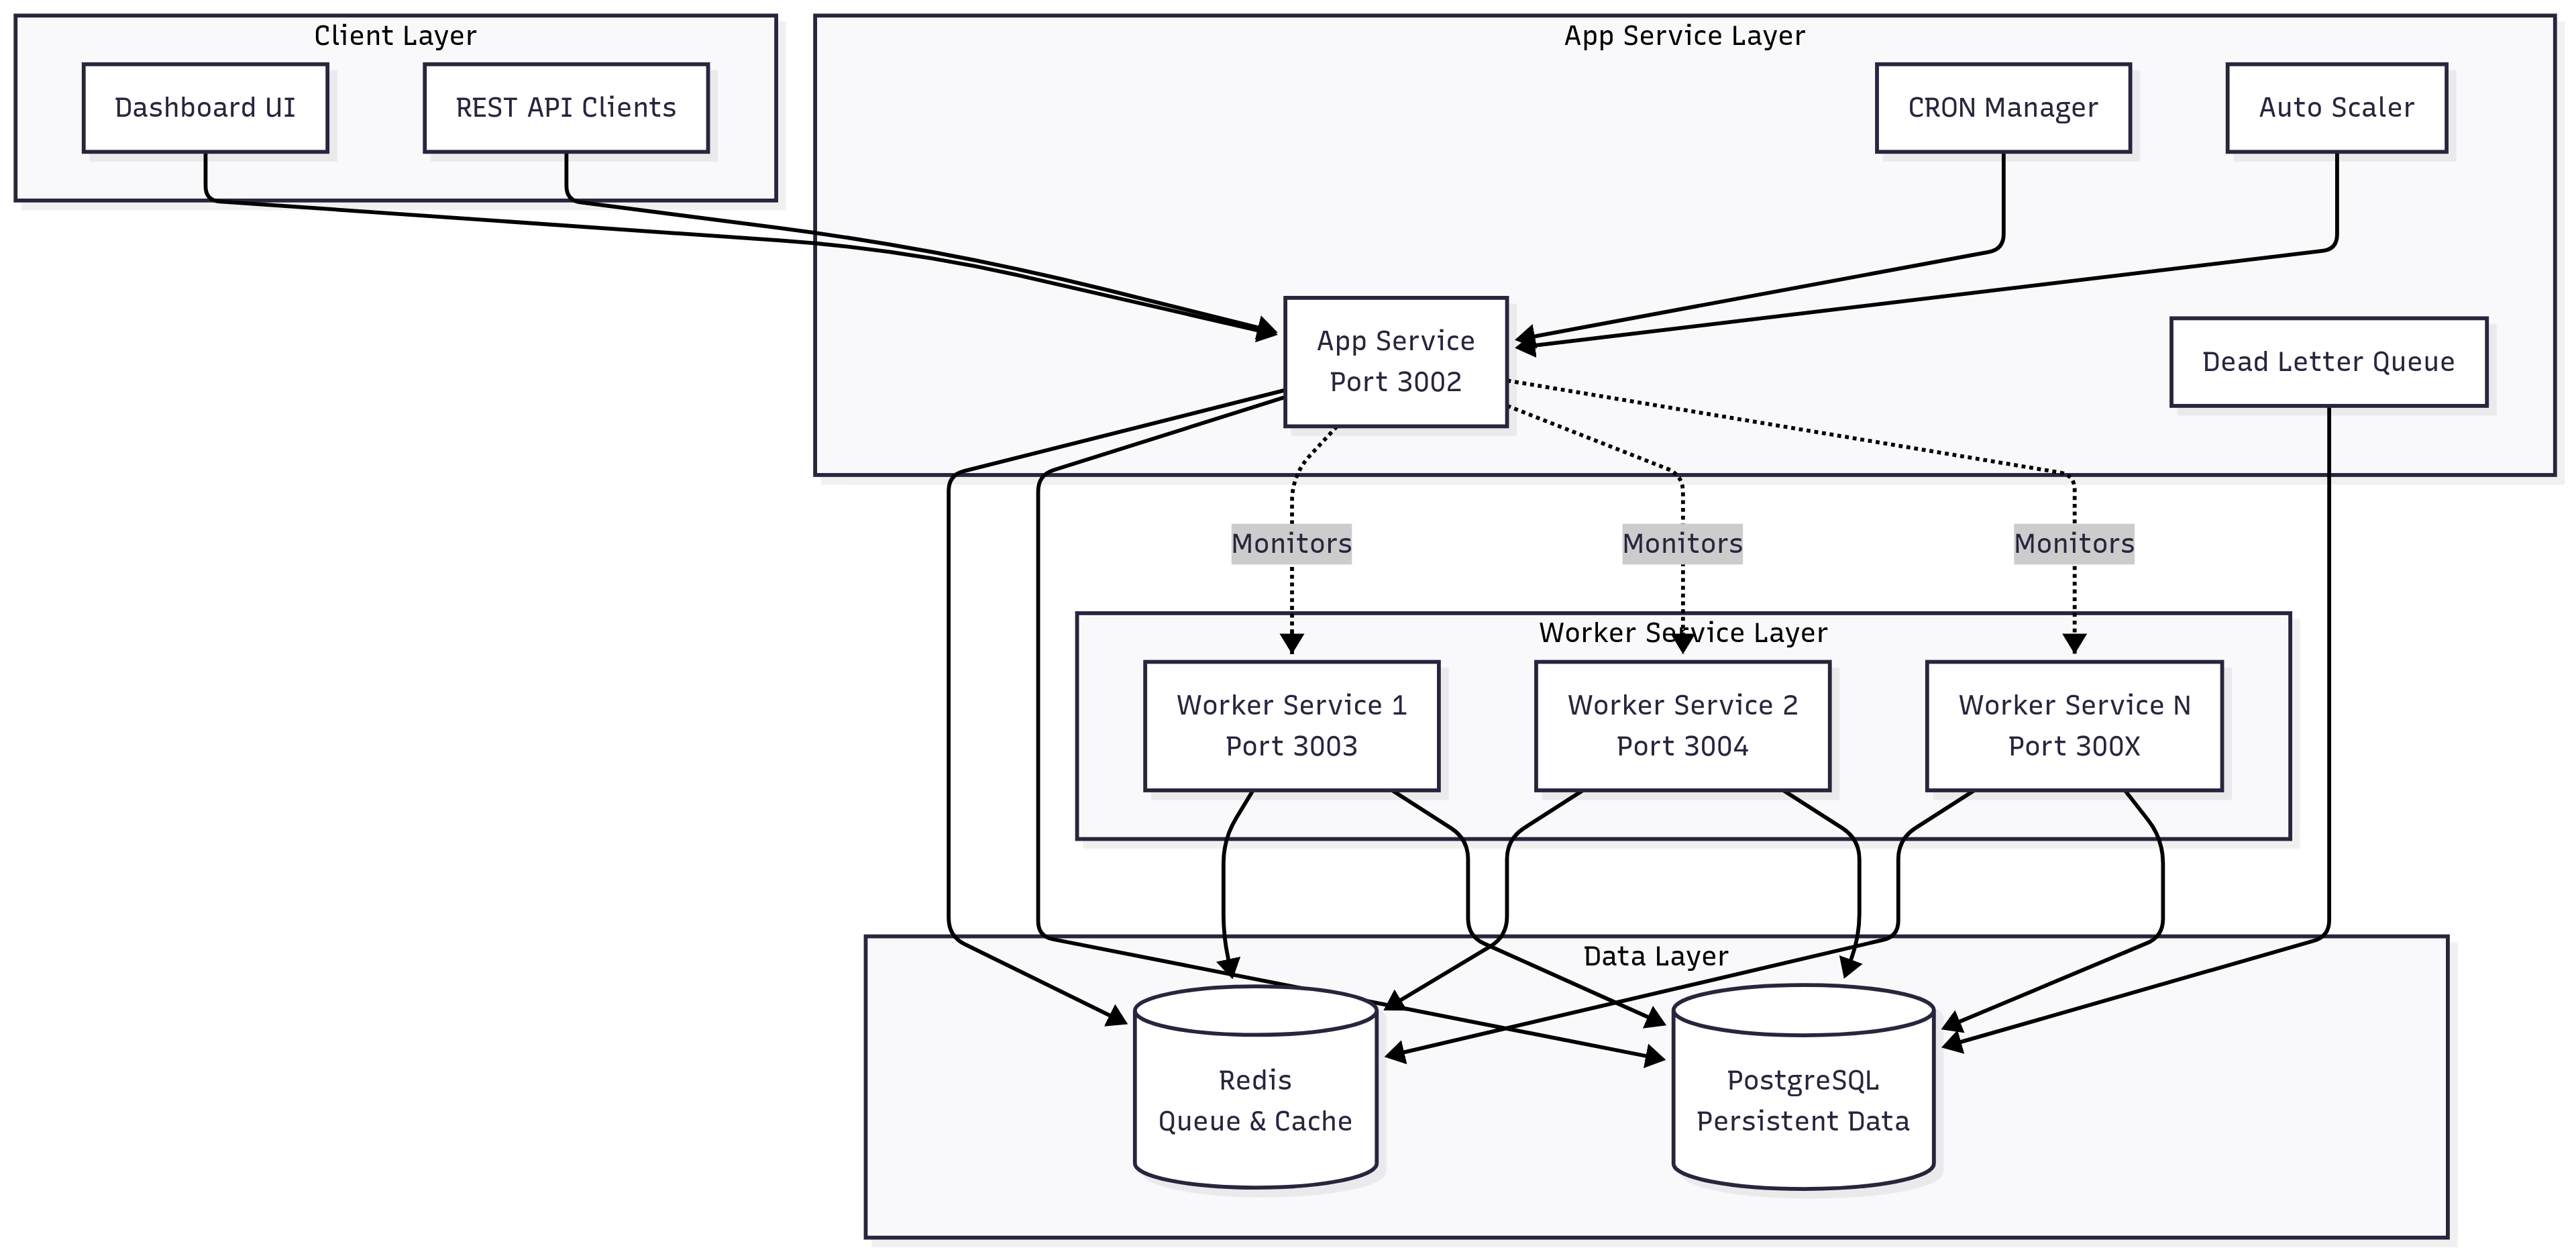 Client Layer
Dashboard UI
REST API Clients
App Service Layer
CRON Manager
Auto Scaler
App Service
Port 3002
Dead Letter Queue
Monitors
Monitors
Monitors
Worker Service Layer
Worker Service 1
Port 3003
Worker Service 2
Port 3004
Worker Service N
Port 300X
Data Layer
Redis
Queue & Cache
PostgreSQL
Persistent Data